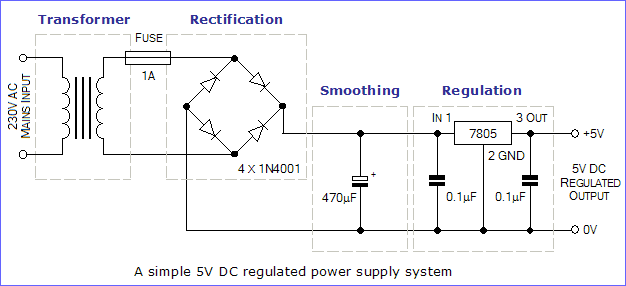 Transformer
Rectification
FUSE
1A
230V AC
MAINS INPUT
4 X 1N4001
Smoothing
Regulation
470µF
+
IN 1
7805
3 OUT
2 GND
0.1µF
0.1µF
+5V
5V DC
REGULATED
OUTPUT
0V
A simple 5V DC regulated power supply system